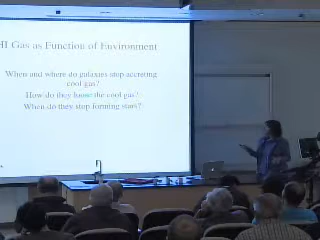 HI Gas as Function of Environment
When and where do galaxies stop accreting
cool gas?
How do they loose the cool gas?
When do they stop forming stars?